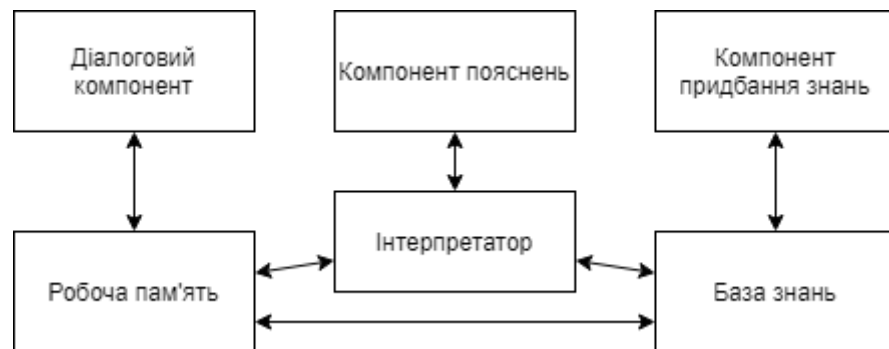 Діалоговий
компонент
Компонент пояснень
Компонент
придбання знань
Інтерпретатор
Робоча пам'ять
База знань